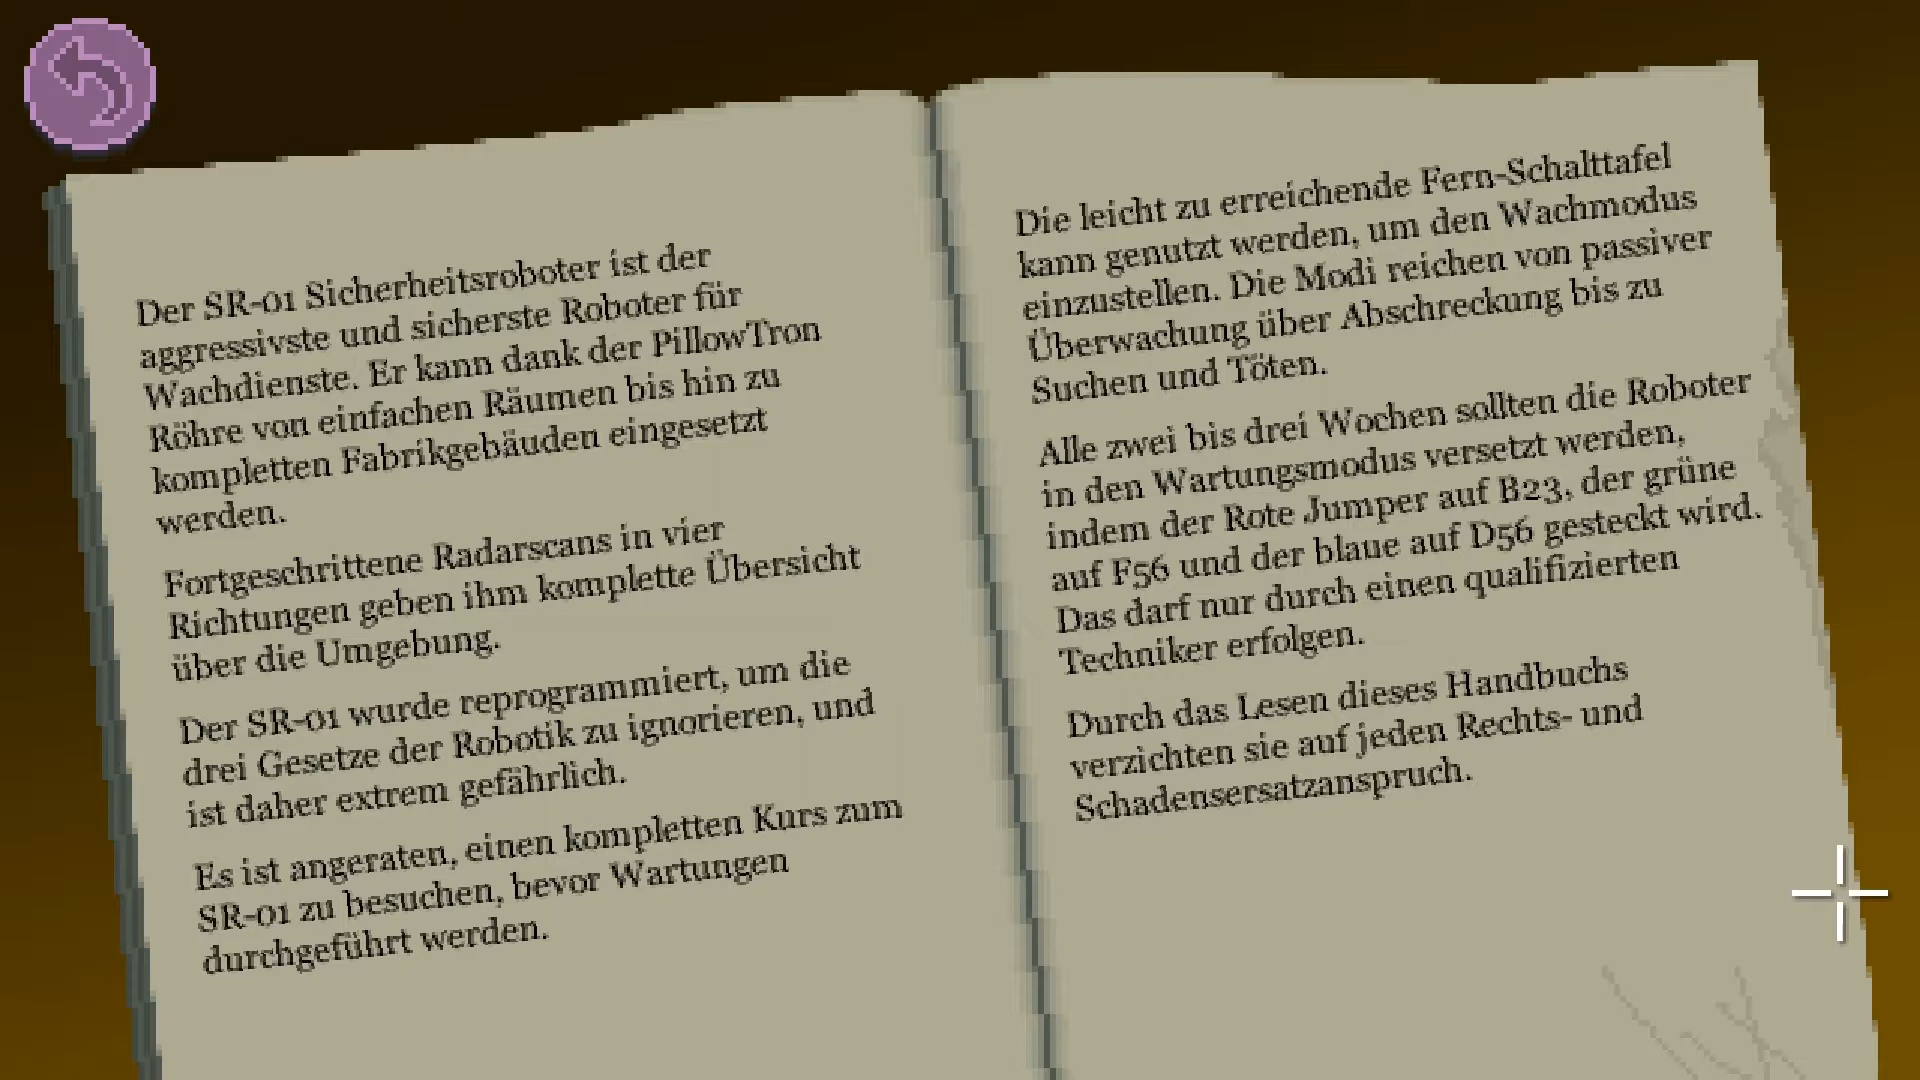 Der SR-01 Sicherheitsroboter ist der
aggressivste und sicherste Roboter für
Wachdienste. Er kann dank der PillowTron
Röhre von einfachen Räumen bis hin zu
kompletten Fabrikgebäuden eingesetzt
werden.
Fortgeschrittene Radarscans in vier
Richtungen geben ihm komplette Übersicht
über die Umgebung.
Der SR-01 wurde reprogrammiert, um die
drei Gesetze der Robotik zu ignorieren, und
ist daher extrem gefährlich.
Es ist angeraten, einen kompletten Kurs zum
SR-01 zu besuchen, bevor Wartungen
durchgeführt werden.
Die leicht zu erreichende Fern-Schalttafel
kann genutzt werden, um den Wachmodus
einzustellen. Die Modi reichen von passiver
Überwachung über Abschreckung bis zu
Suchen und Töten.
Alle zwei bis drei Wochen sollten die Roboter
in den Wartungsmodus versetzt werden,
indem der Rote Jumper auf B23, der grüne
auf F56 und der blaue auf D56 gesteckt wird.
Das darf nur durch einen qualifizierten
Techniker erfolgen.
Durch das Lesen dieses Handbuchs
verzichten sie auf jeden Rechts- und
Schadensersatzanspruch.